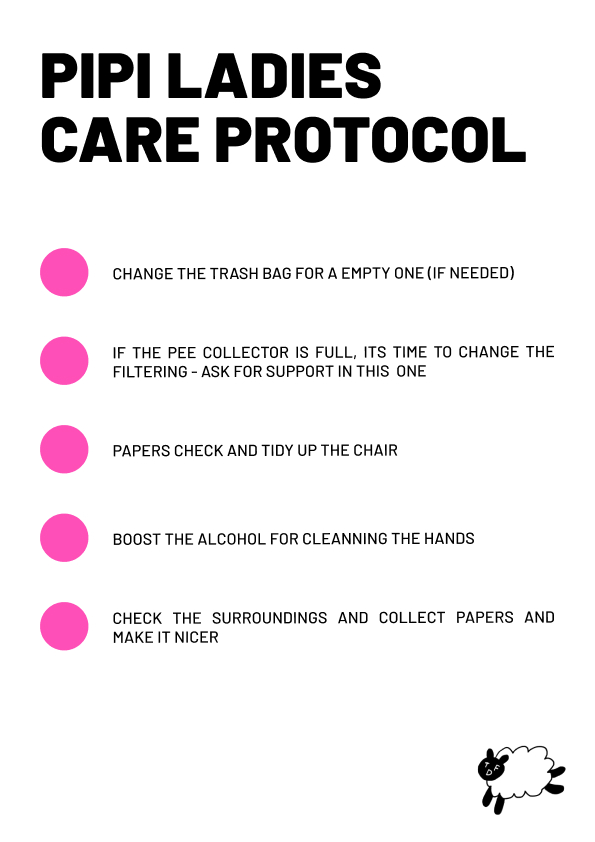 PIPI LADIES
CARE PROTOCOL
CHANGE THE TRASH BAG FOR A EMPTY ONE (IF NEEDED)
IF THE PEE COLLECTOR IS FULL, ITS TIME TO CHANGE THE
FILTERING - ASK FOR SUPPORT IN THIS ONE
PAPERS CHECK AND TIDY UP THE CHAIR
BOOST THE ALCOHOL FOR CLEANNING THE HANDS
CHECK THE SURROUNDINGS AND COLLECT PAPERS AND
MAKE IT NICER
TDF